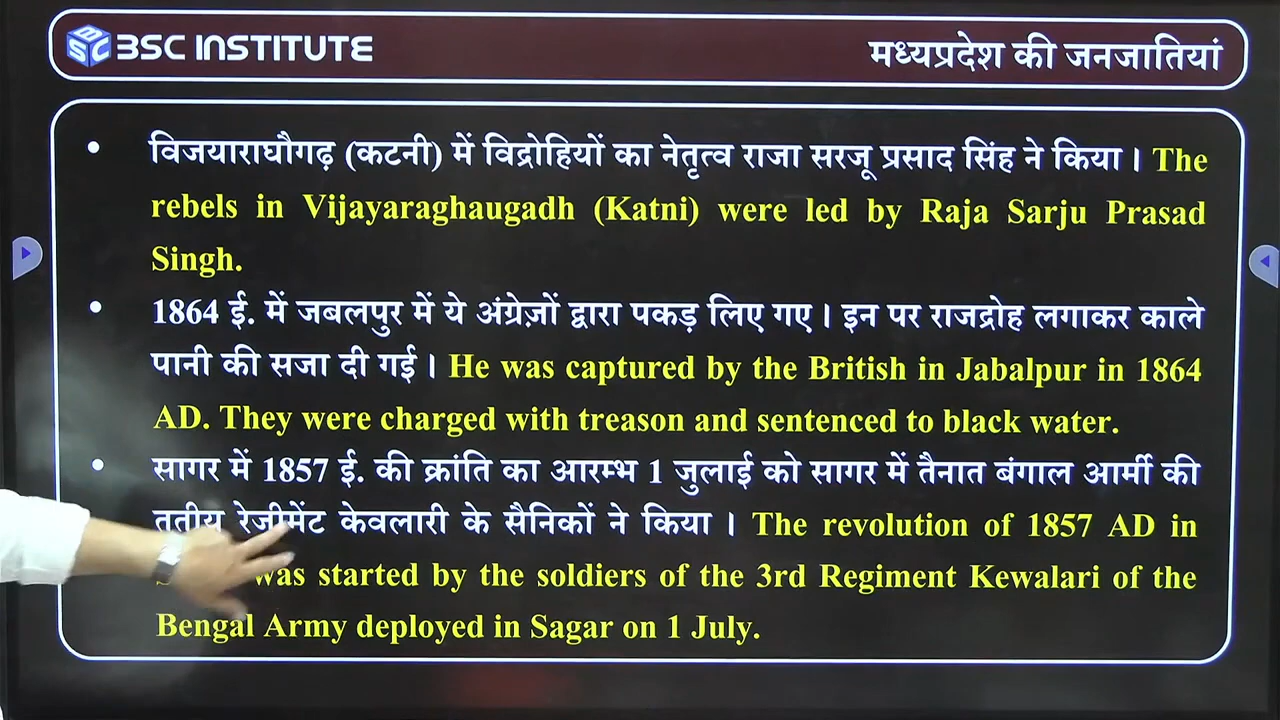 BSC INSTITUTE
मध्यप्रदेश की जनजातियां
• विजयाराघौगढ़ (कटनी) में विद्रोहियों का नेतृत्व राजा सरजू प्रसाद सिंह ने किया । The
rebels in Vijayaraghaugadh (Katni) were led by Raja Sarju Prasad
Singh.
• 1864 ई. में जबलपुर में ये अंग्रेज़ों द्वारा पकड़ लिए गए । इन पर राजद्रोह लगाकर काले
पानी की सजा दी गई । He was captured by the British in Jabalpur in 1864
AD. They were charged with treason and sentenced to black water.
• सागर में 1857 ई. की क्रांति का आरम्भ 1 जुलाई को सागर में तैनात बंगाल आर्मी की
तृतीय रेजीमेंट केवलारी के सैनिकों ने किया । The revolution of 1857 AD in
was started by the soldiers of the 3rd Regiment Kewalari of the
Bengal Army deployed in Sagar on 1 July.